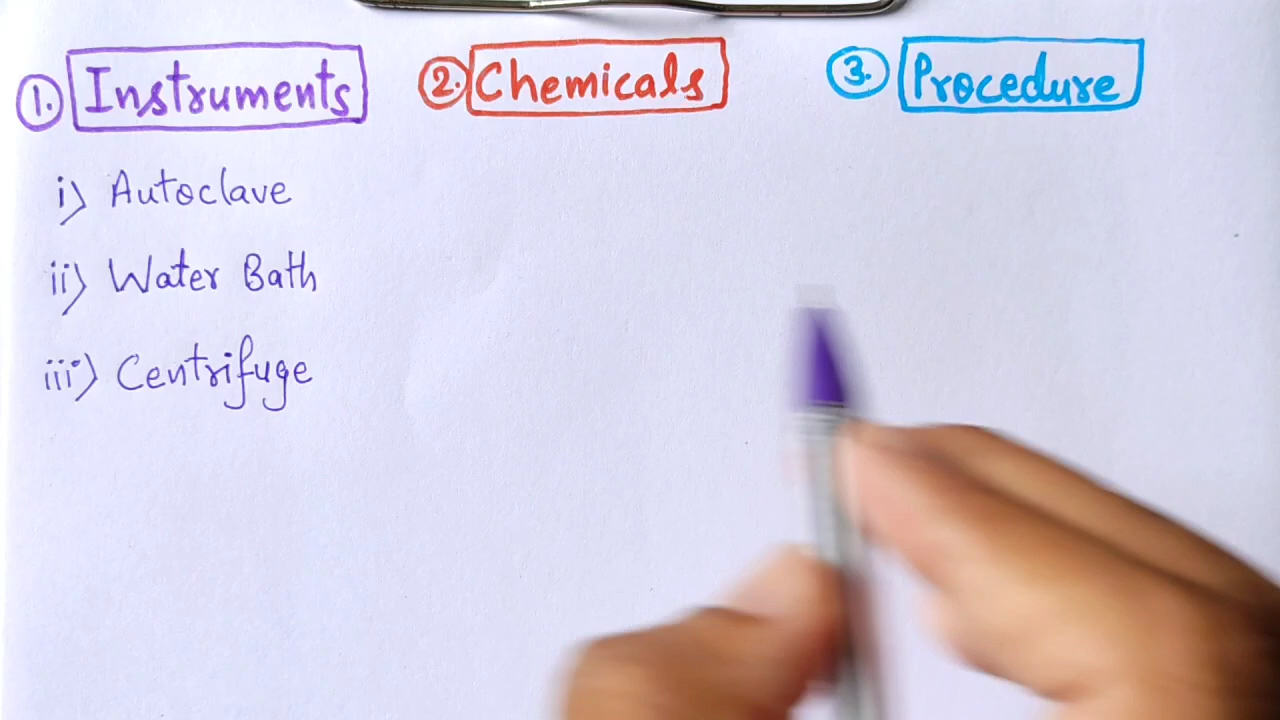 1. Instruments
2. Chemicals
3. Procedure
i) Autoclave
ii) Water Bath
iii) Centrifuge